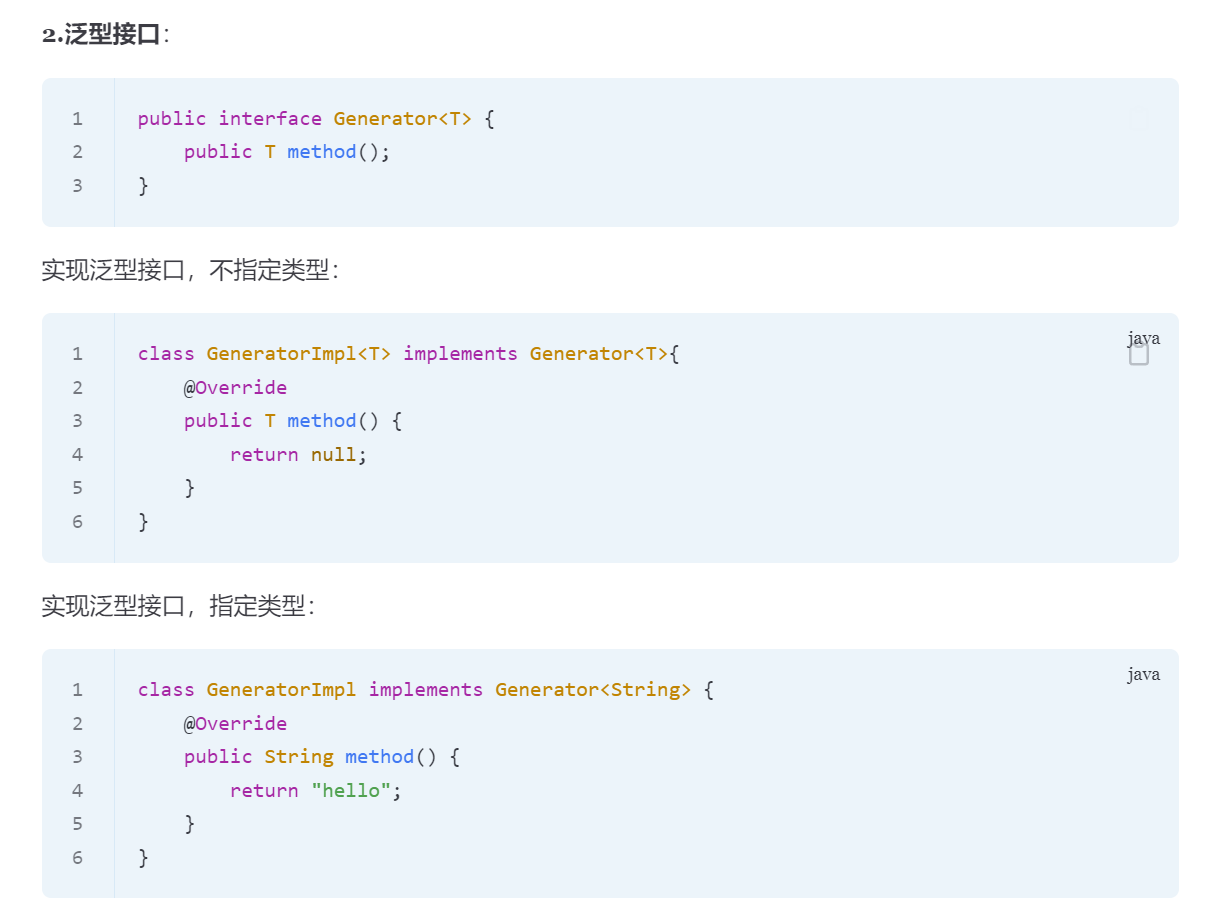 2.泛型接口：
1 public interface Generator<T> {
2     public T method();
3 }
实现泛型接口，不指定类型：
java
1 class GeneratorImpl<T> implements Generator<T>{
2     @Override
3     public T method() {
4         return null;
5     }
6 }
实现泛型接口，指定类型：
java
1 class GeneratorImpl implements Generator<String> {
2     @Override
3     public String method() {
4         return "hello";
5     }
6 }